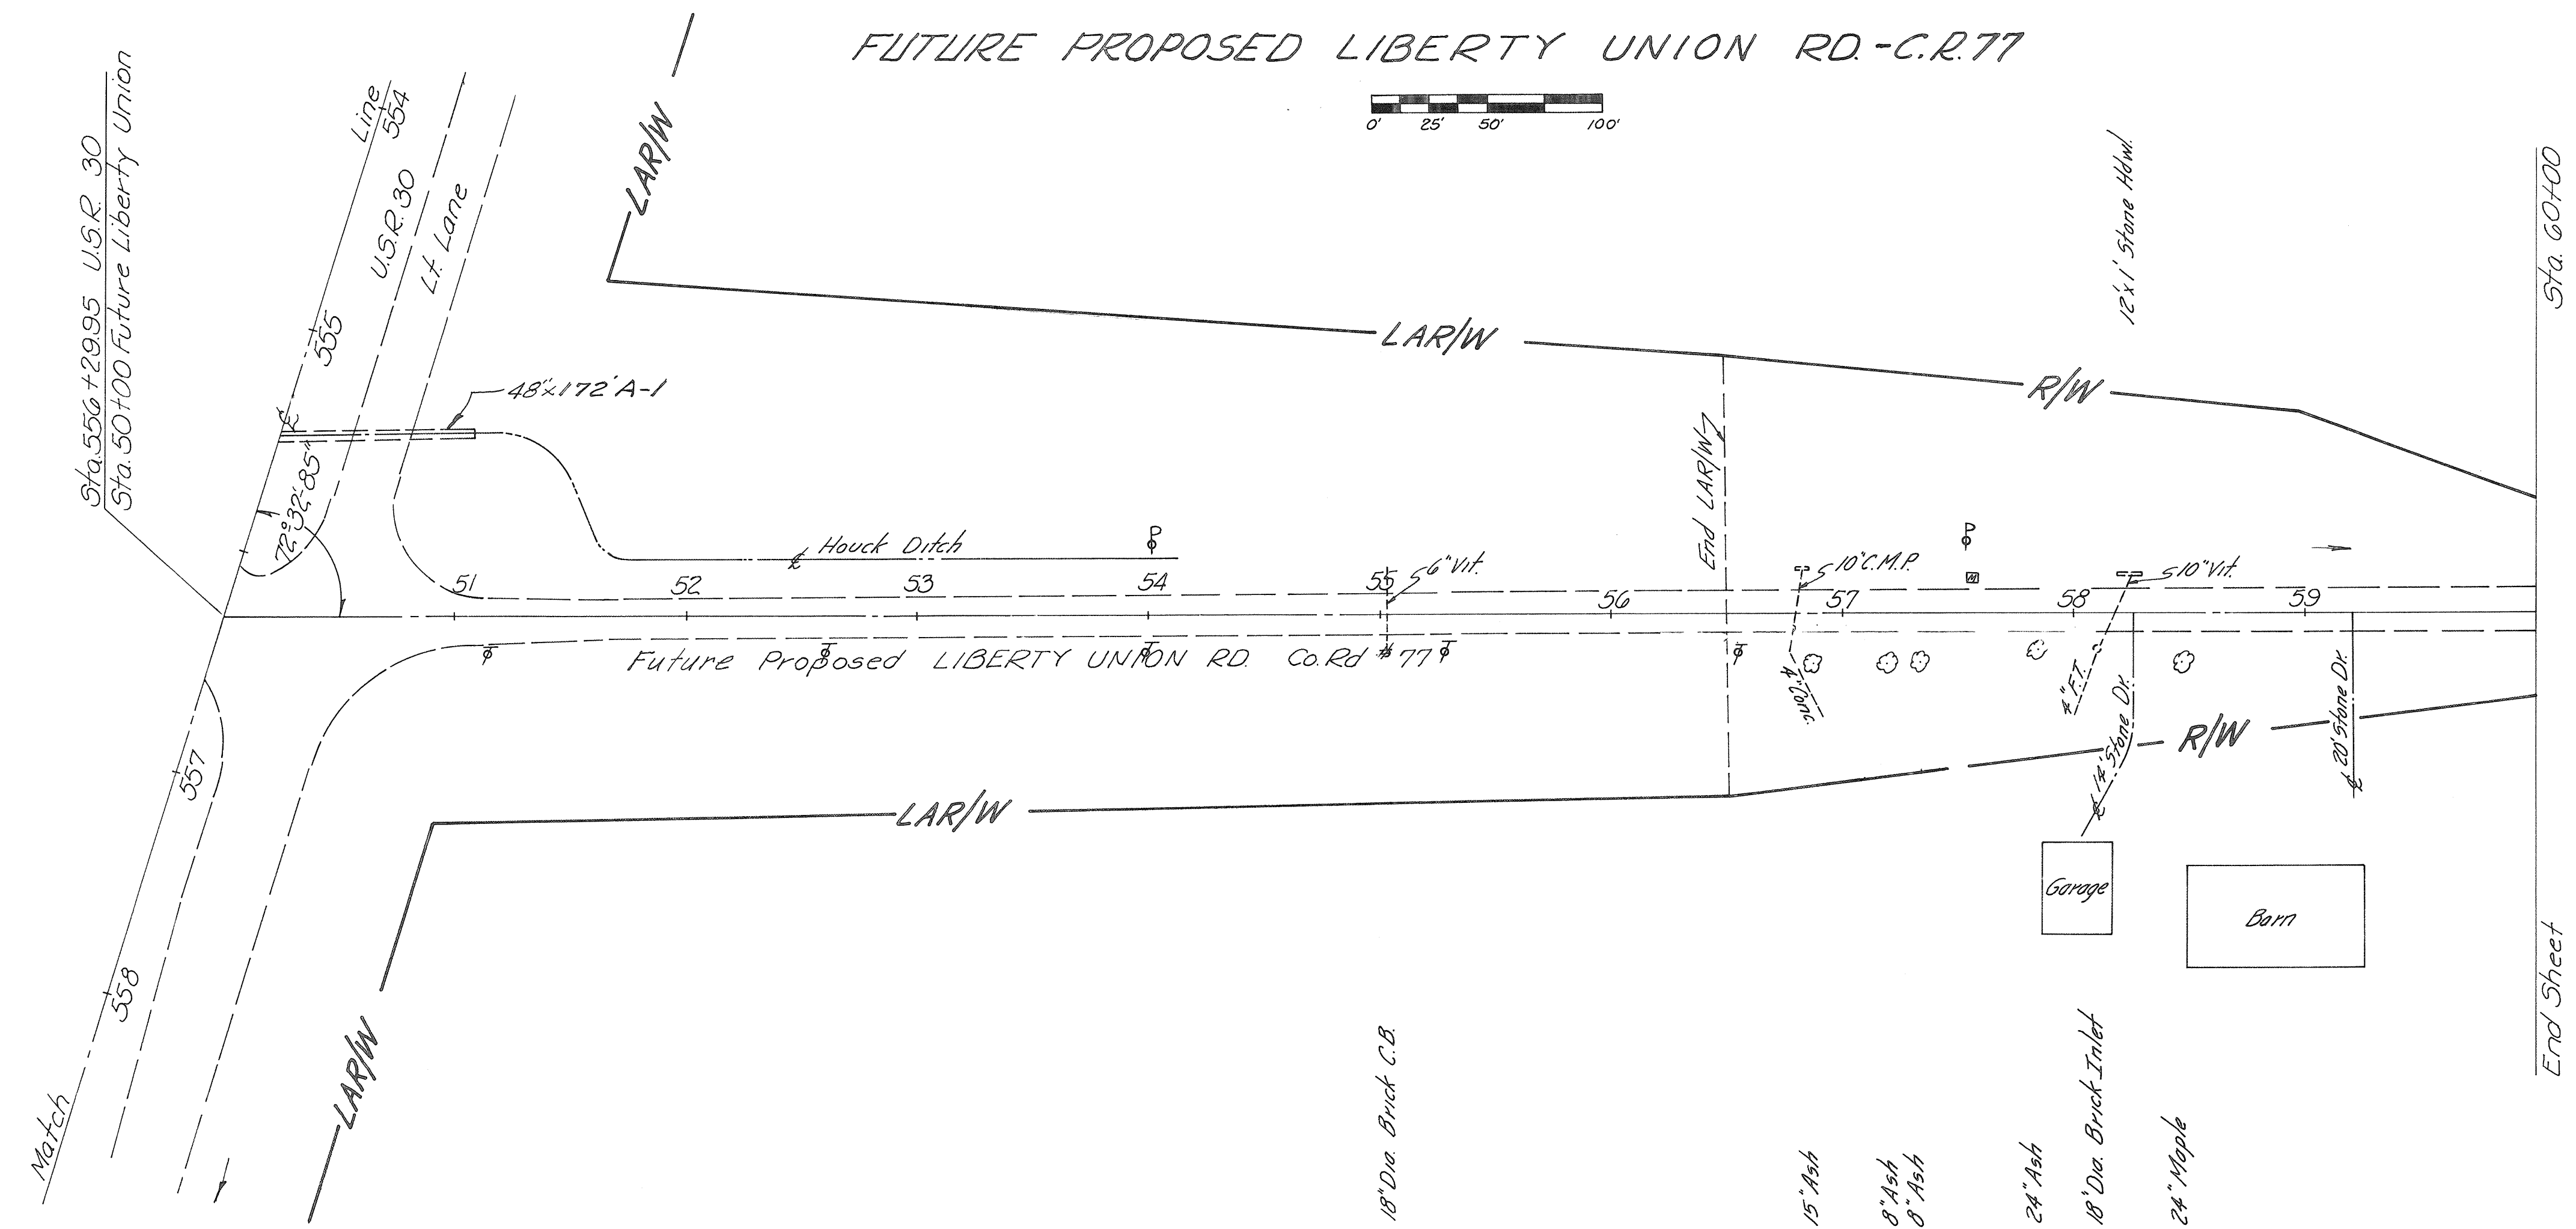 FUTURE PROPOSED LIBERTY UNION RD.-C.R.77
0' 25' 50' 100'
Sta.556+29.95 U.S.R. 30
Sta.50+00 Future Liberty Union
Line
554
U.S.R.30
Lt. Lane
LAR/W
12'x1' Stone Hdwl.
Sta. 60+00
555
LAR/W
R/W
48"x172' A-1
℄
72°-32'-85"
End LAR/W
P
P
℄ Houck Ditch
6"Vit.
10"C.M.P.
M
10"Vit.
51 52 53 54 55 56 57 58 59
Future Proposed LIBERTY UNION RD. Co.Rd # 77
4"Conc.
4" F.T.
℄ 14' Stone Dr.
℄ 20' Stone Dr.
R/W
557
LAR/W
Garage
Barn
558
Match
LAR/W
18"Dia. Brick C.B.
15"Ash
8"Ash
8"Ash
24"Ash
18"Dia. Brick Inlet
24"Maple
End Sheet